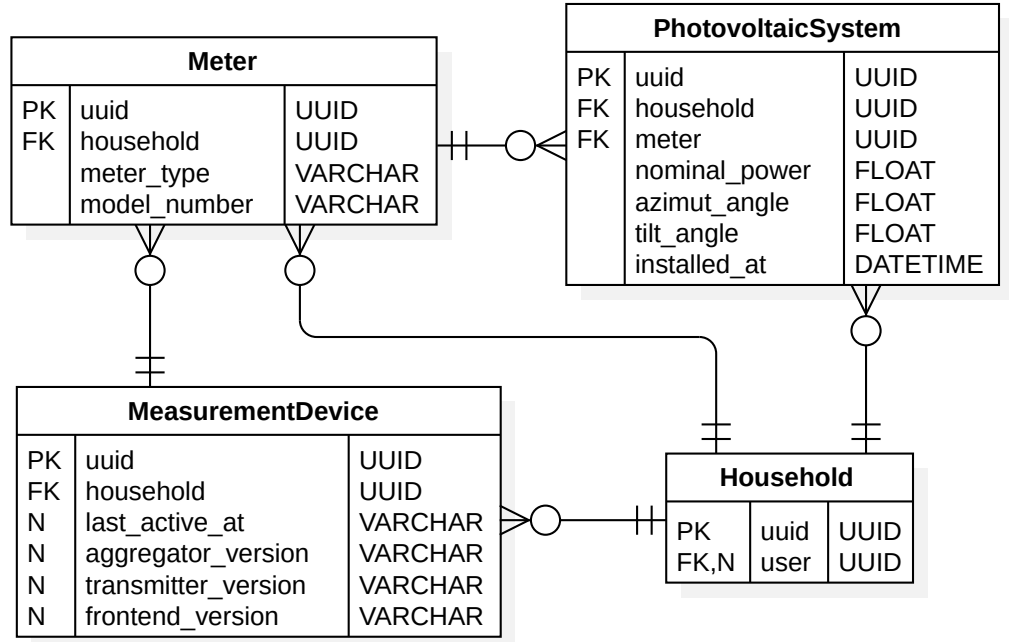 Meter
PK uuid UUID
FK household UUID
meter_type VARCHAR
model_number VARCHAR
PhotovoltaicSystem
PK uuid UUID
FK household UUID
FK meter UUID
nominal_power FLOAT
azimut_angle FLOAT
tilt_angle FLOAT
installed_at DATETIME
MeasurementDevice
PK uuid UUID
FK household UUID
N last_active_at VARCHAR
N aggregator_version VARCHAR
N transmitter_version VARCHAR
N frontend_version VARCHAR
Household
PK uuid UUID
FK,N user UUID